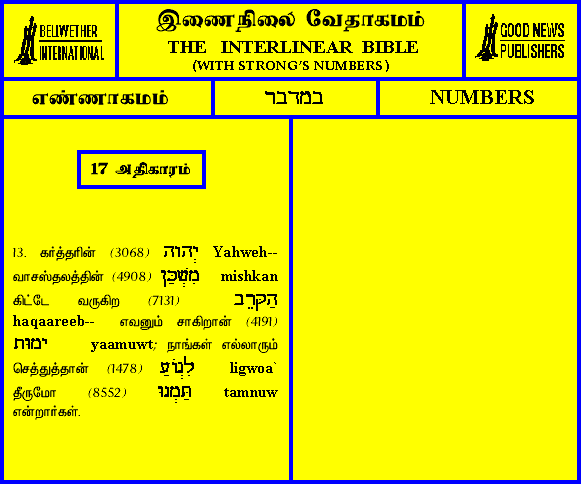 BELLWETHER
INTERNATIONAL
இணைநிலை வேதாகமம்
THE INTERLINEAR BIBLE
(WITH STRONG'S NUMBERS)
GOOD NEWS
PUBLISHERS
எண்ணாகமம்
במדבר
NUMBERS
17 அதிகாரம்
13. கர்த்தரின் (3068) יְהוה Yahweh--
வாசஸ்தலத்தின் (4908) מִשְׁכַּן mishkan
கிட்டே வருகிற (7131) הַקָּרֵב
haqaareeb-- எவனும் சாகிறான் (4191)
ימוּת yaamuwt; நாங்கள் எல்லாரும்
செத்துத்தான் (1478) לִגְוֹעַ ligwoa`
தீருமோ (8552) תַּמְנוּ tamnuw
என்றார்கள்.